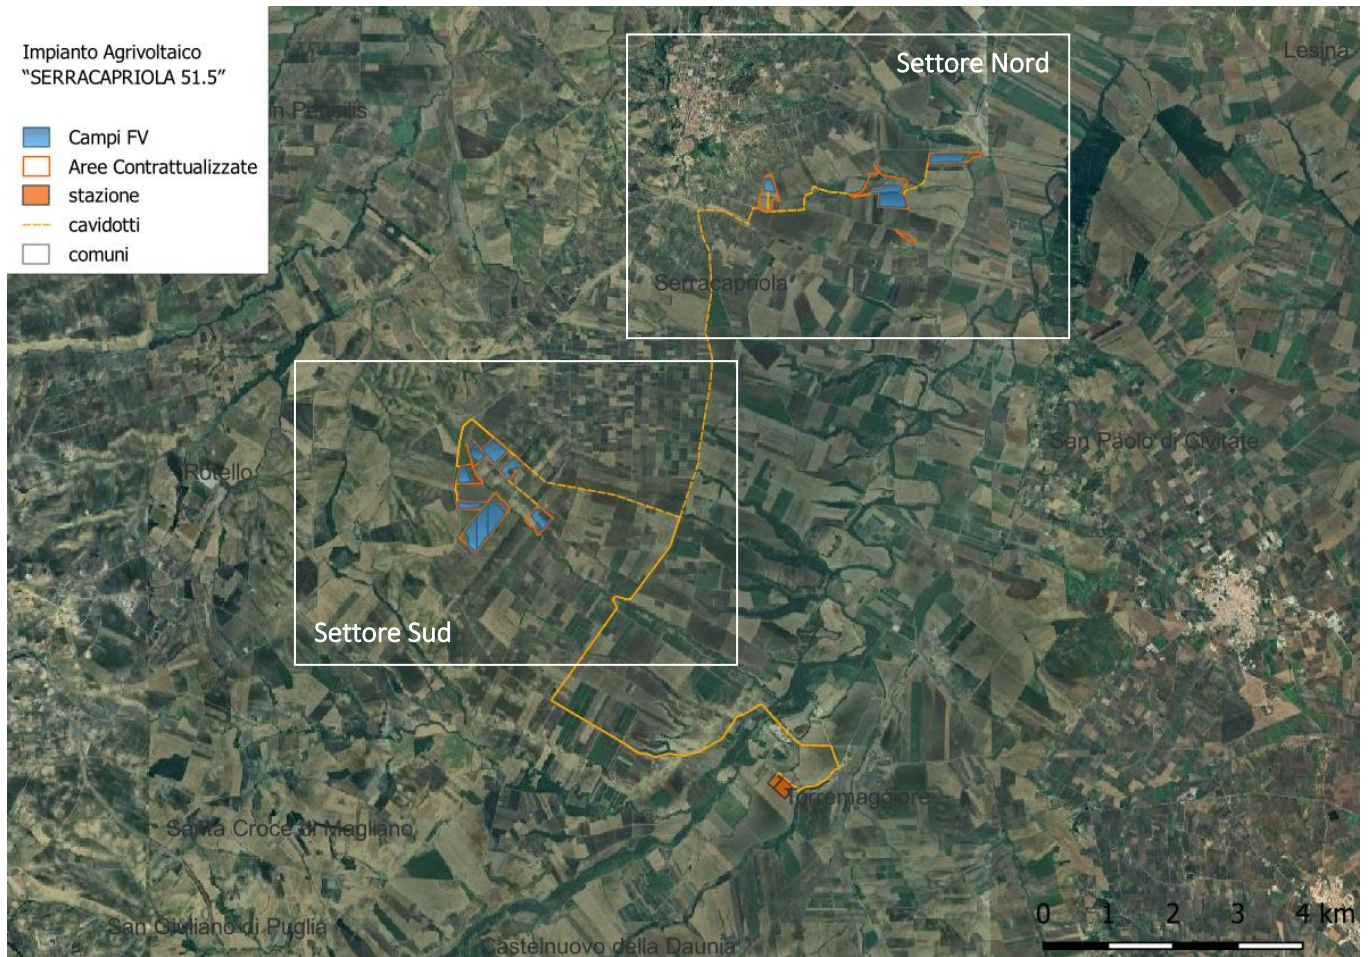 Impianto Agrivoltaico
“SERRACAPRIOLA 51.5”
Campi FV
Aree Contrattualizzate
stazione
cavidotti
comuni
Settore Nord
Lesina
Serracapriola
San Paolo di Civitate
Rotello
Settore Sud
Torremaggiore
Santa Croce di Magliano
San Giuliano di Puglia
Castelnuovo della Daunia
0 1 2 3 4 km